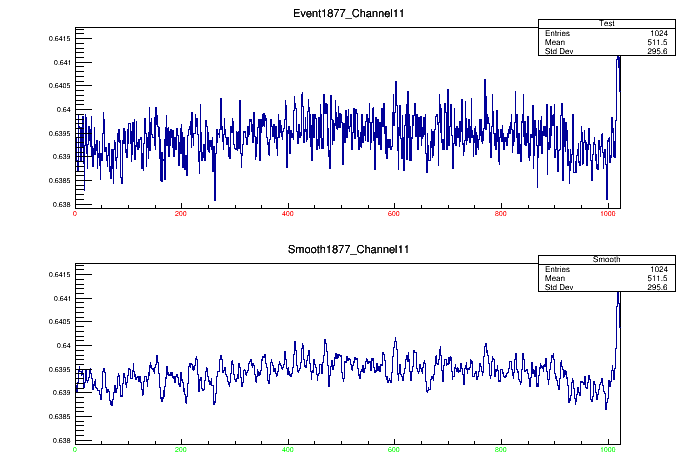 Event1877_Channel11
Test
Entries 1024
Mean 511.5
Std Dev 295.6
0.6415
0.641
0.6405
0.64
0.6395
0.639
0.6385
0.638
0 200 400 600 800 1000
Smooth1877_Channel11
Smooth
Entries 1024
Mean 511.5
Std Dev 295.6
0.6415
0.641
0.6405
0.64
0.6395
0.639
0.6385
0.638
0 200 400 600 800 1000